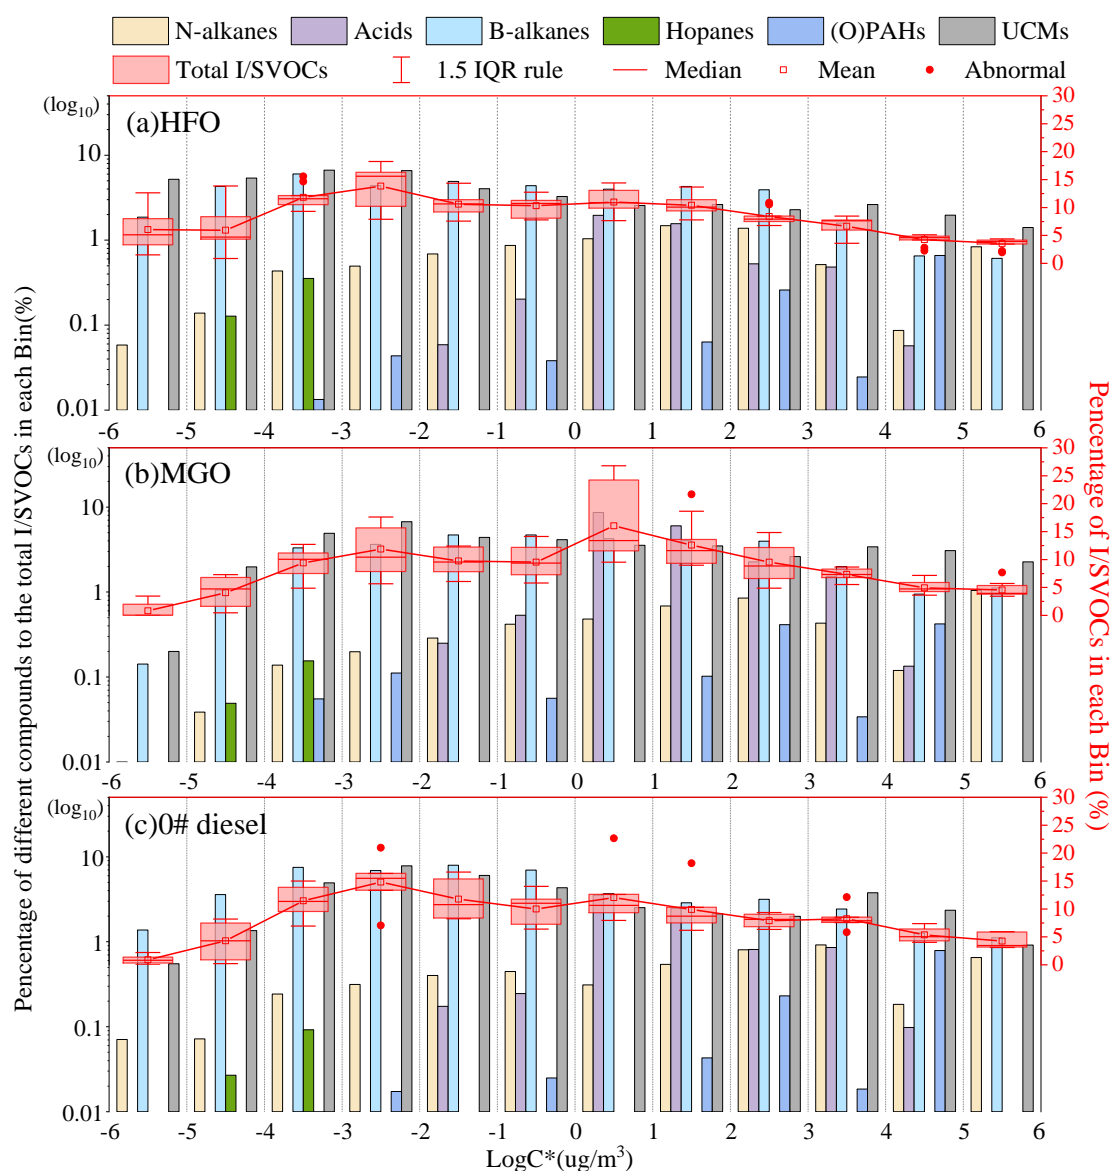 N-alkanes Acids B-alkanes Hopanes (O)PAHs UCMs
Total I/SVOCs 1.5 IQR rule Median Mean Abnormal
Pencentage of different compounds to the total I/SVOCs in each Bin(%)
(log10)
(a)HFO
10
1
0.1
0.01
30
25
20
15
10
5
0
-6 -5 -4 -3 -2 -1 0 1 2 3 4 5 6
(log10)
(b)MGO
10
1
0.1
0.01
30
25
20
15
10
5
0
-6 -5 -4 -3 -2 -1 0 1 2 3 4 5 6
(log10)
(c)0# diesel
10
1
0.1
0.01
30
25
20
15
10
5
0
-6 -5 -4 -3 -2 -1 0 1 2 3 4 5 6
LogC*(ug/m3)
Pencentage of I/SVOCs in each Bin (%)